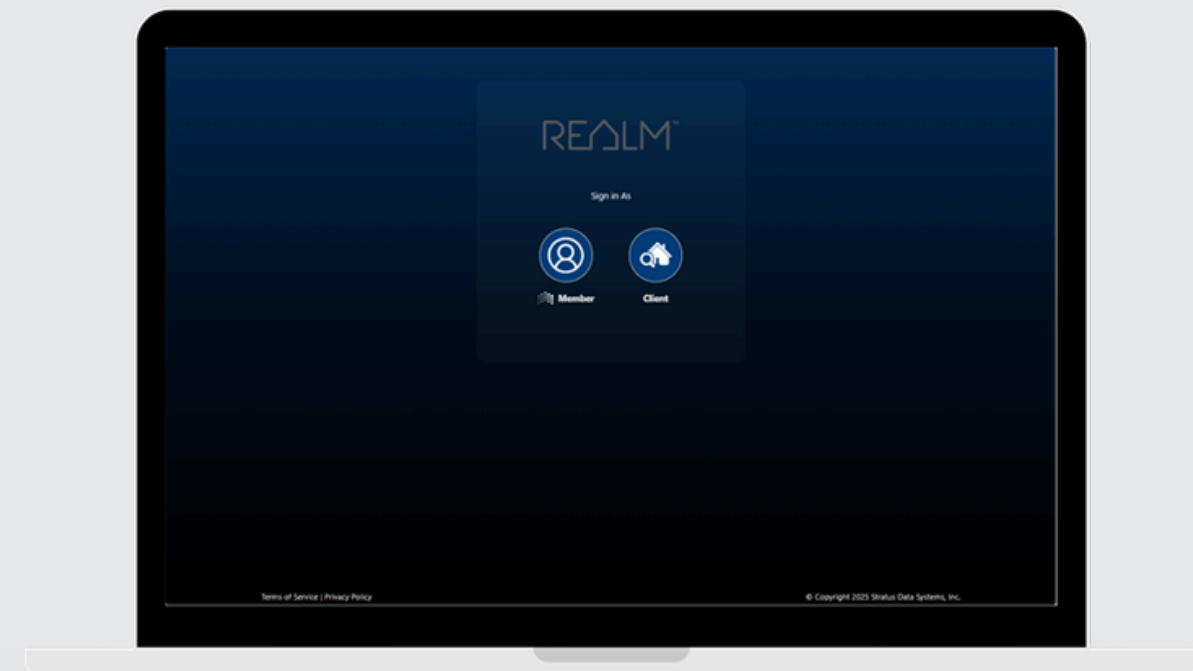 REALM™
Sign in As
Member
Client
Terms of Service | Privacy Policy
© Copyright 2025 Stratus Data Systems, Inc.